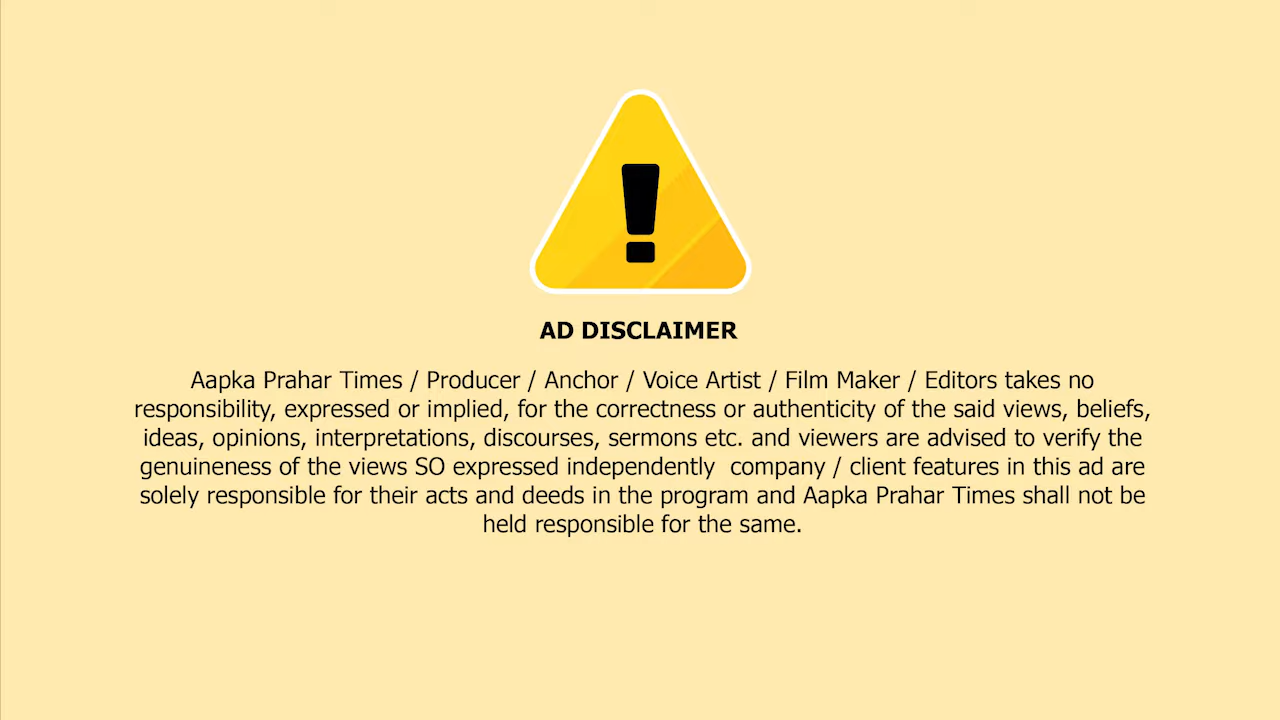 AD DISCLAIMER
Aapka Prahar Times / Producer / Anchor / Voice Artist / Film Maker / Editors takes no
responsibility, expressed or implied, for the correctness or authenticity of the said views, beliefs,
ideas, opinions, interpretations, discourses, sermons etc. and viewers are advised to verify the
genuineness of the views SO expressed independently  company / client features in this ad are
solely responsible for their acts and deeds in the program and Aapka Prahar Times shall not be
held responsible for the same.